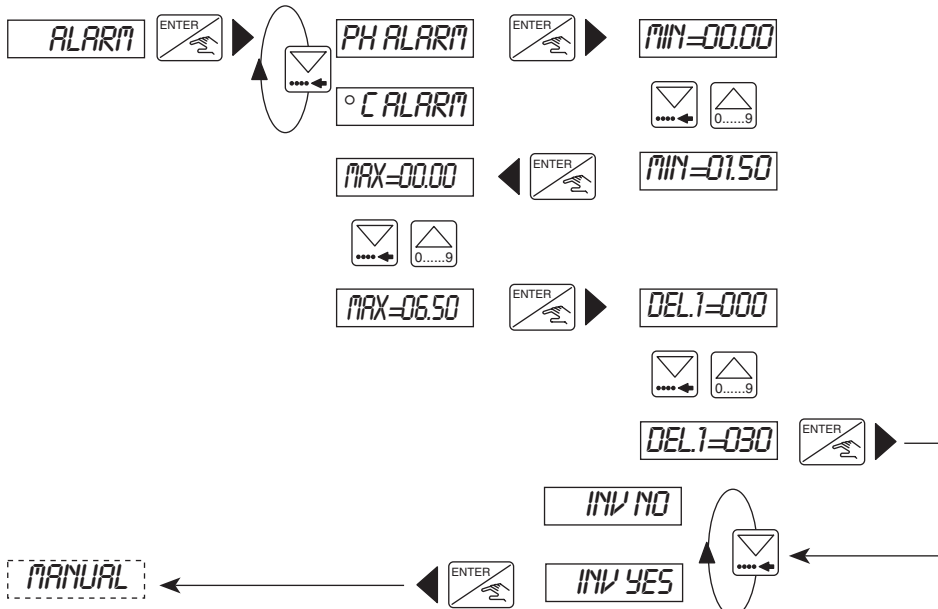 ALARM ENTER PH ALARM ENTER MIN=00.00
°C ALARM 0......9
MAX=00.00 ENTER MIN=01.50
0......9
MAX=06.50 ENTER DEL.1=000
0......9
DEL.1=030 ENTER
INV NO
MANUAL ENTER INV YES